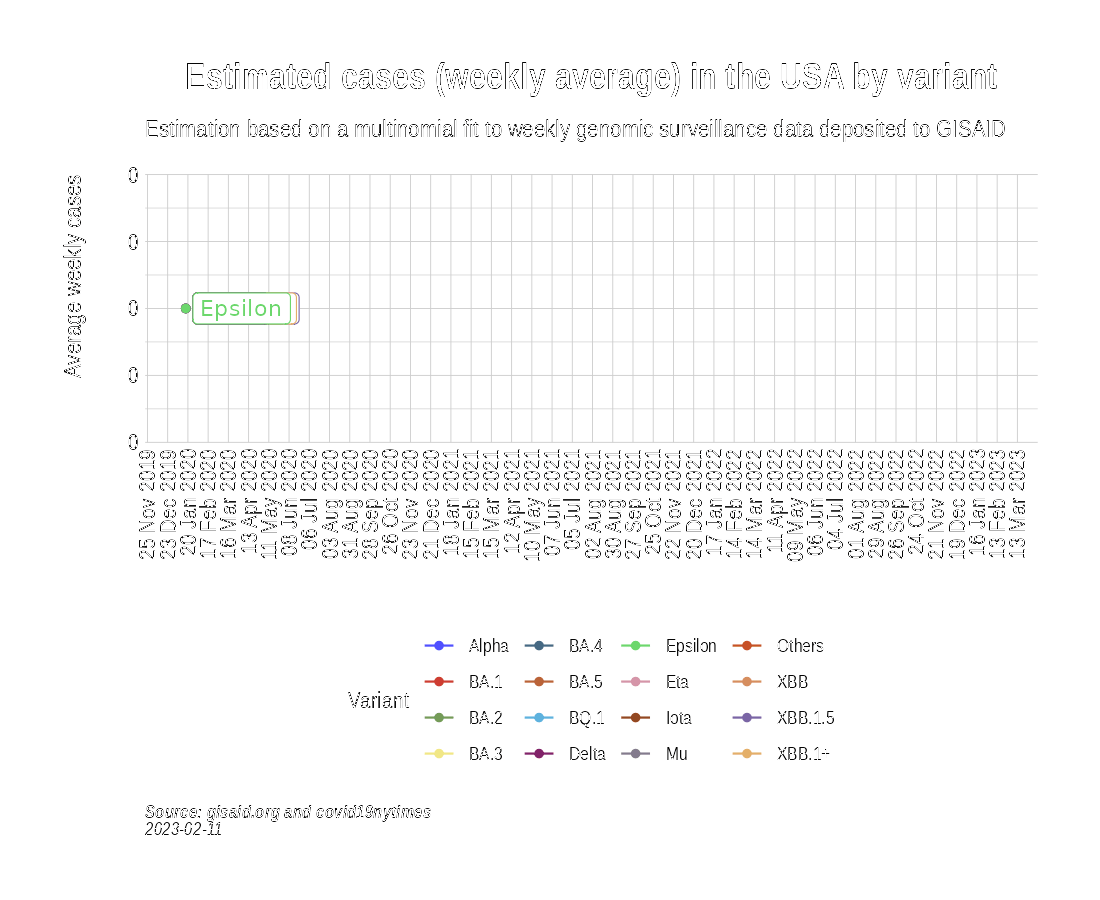 Estimated cases (weekly average) in the USA by variant
Estimation based on a multinomial fit to weekly genomic surveillance data deposited to GISAID
Average weekly cases
0
0
0
0
0
Epsilon
25 Nov 2019
23 Dec 2019
20 Jan 2020
17 Feb 2020
16 Mar 2020
13 Apr 2020
11 May 2020
08 Jun 2020
06 Jul 2020
03 Aug 2020
31 Aug 2020
28 Sep 2020
26 Oct 2020
23 Nov 2020
21 Dec 2020
18 Jan 2021
15 Feb 2021
15 Mar 2021
12 Apr 2021
10 May 2021
07 Jun 2021
05 Jul 2021
02 Aug 2021
30 Aug 2021
27 Sep 2021
25 Oct 2021
22 Nov 2021
20 Dec 2021
17 Jan 2022
14 Feb 2022
14 Mar 2022
11 Apr 2022
09 May 2022
06 Jun 2022
04 Jul 2022
01 Aug 2022
29 Aug 2022
26 Sep 2022
24 Oct 2022
21 Nov 2022
19 Dec 2022
16 Jan 2023
13 Feb 2023
13 Mar 2023
Variant
Alpha
BA.1
BA.2
BA.3
BA.4
BA.5
BQ.1
Delta
Epsilon
Eta
Iota
Mu
Others
XBB
XBB.1.5
XBB.1+
Source: gisaid.org and covid19nytimes
2023-02-11